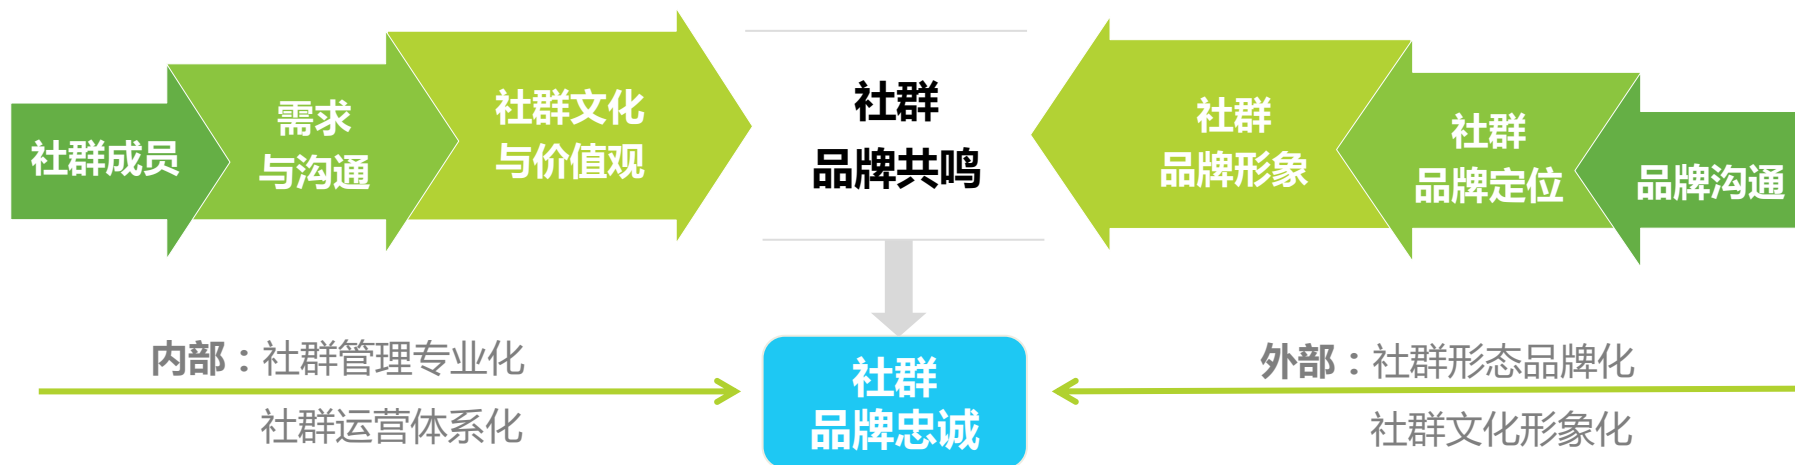 社群成员
需求
与沟通
社群文化
与价值观
社群
品牌共鸣
社群
品牌形象
社群
品牌定位
品牌沟通
内部：社群管理专业化
社群运营体系化
社群
品牌忠诚
外部：社群形态品牌化
社群文化形象化